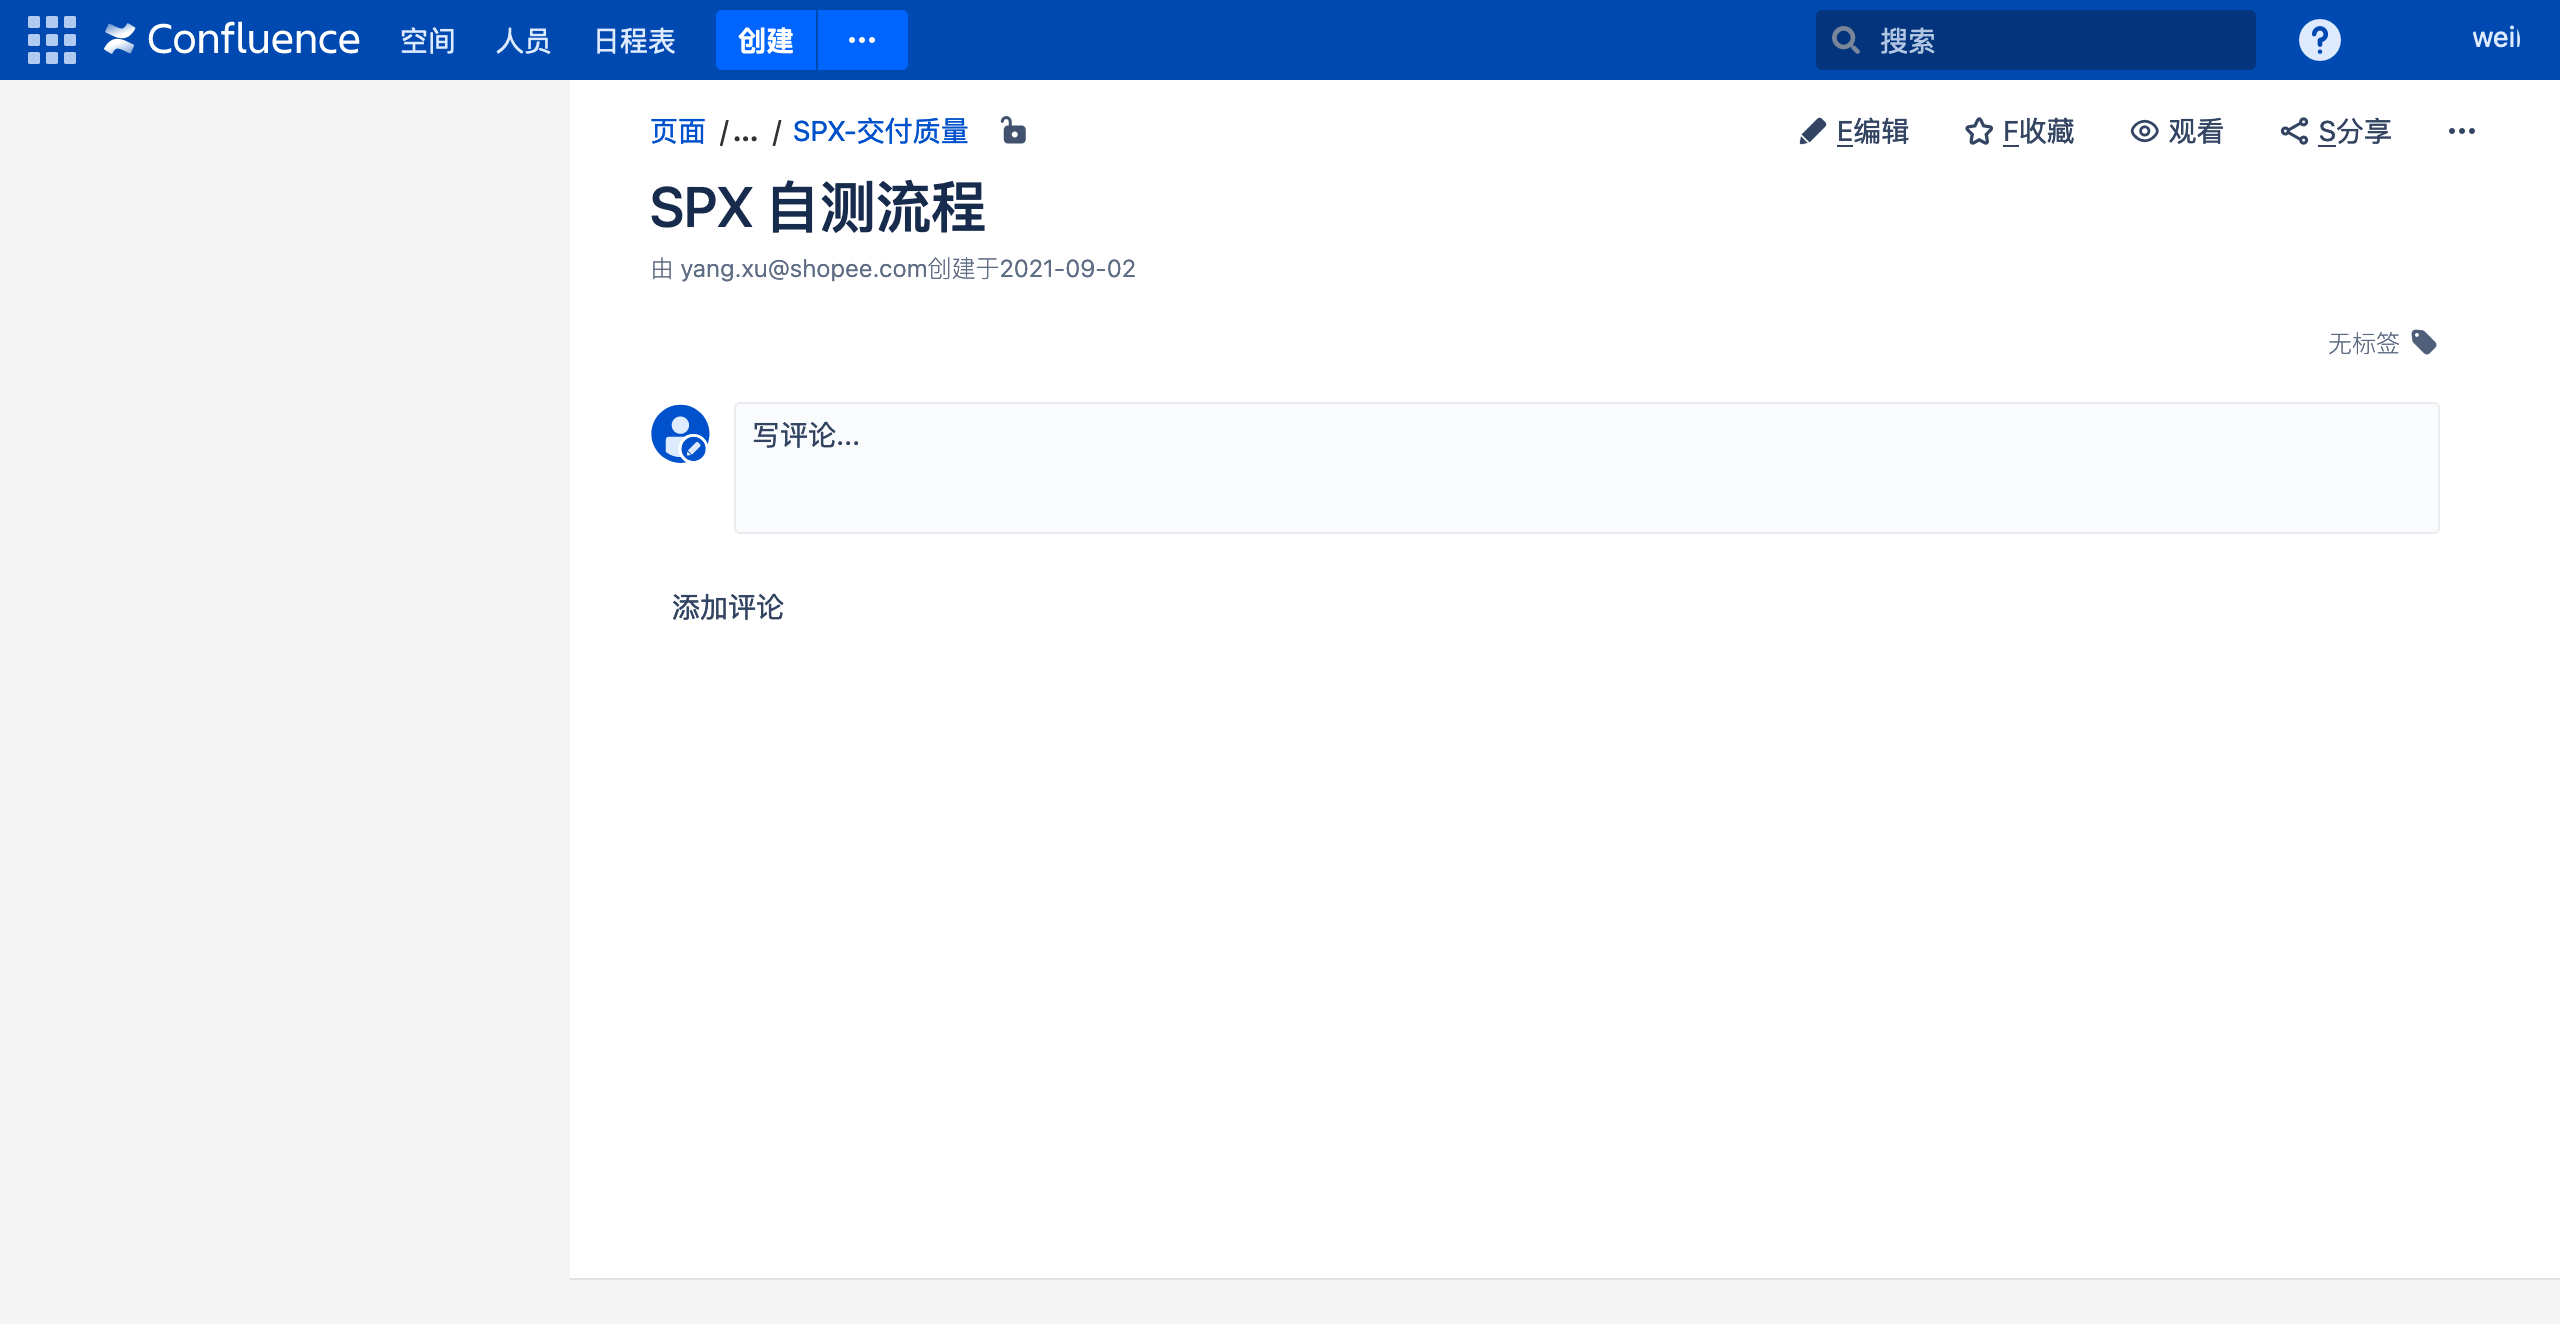 Confluence 空间 人员 日程表 创建 ··· 搜索 ?
页面 /... / SPX-交付质量 E编辑 F收藏 观看 S分享 ···
SPX 自测流程
由 yang.xu@shopee.com创建于2021-09-02
无标签
写评论...
添加评论